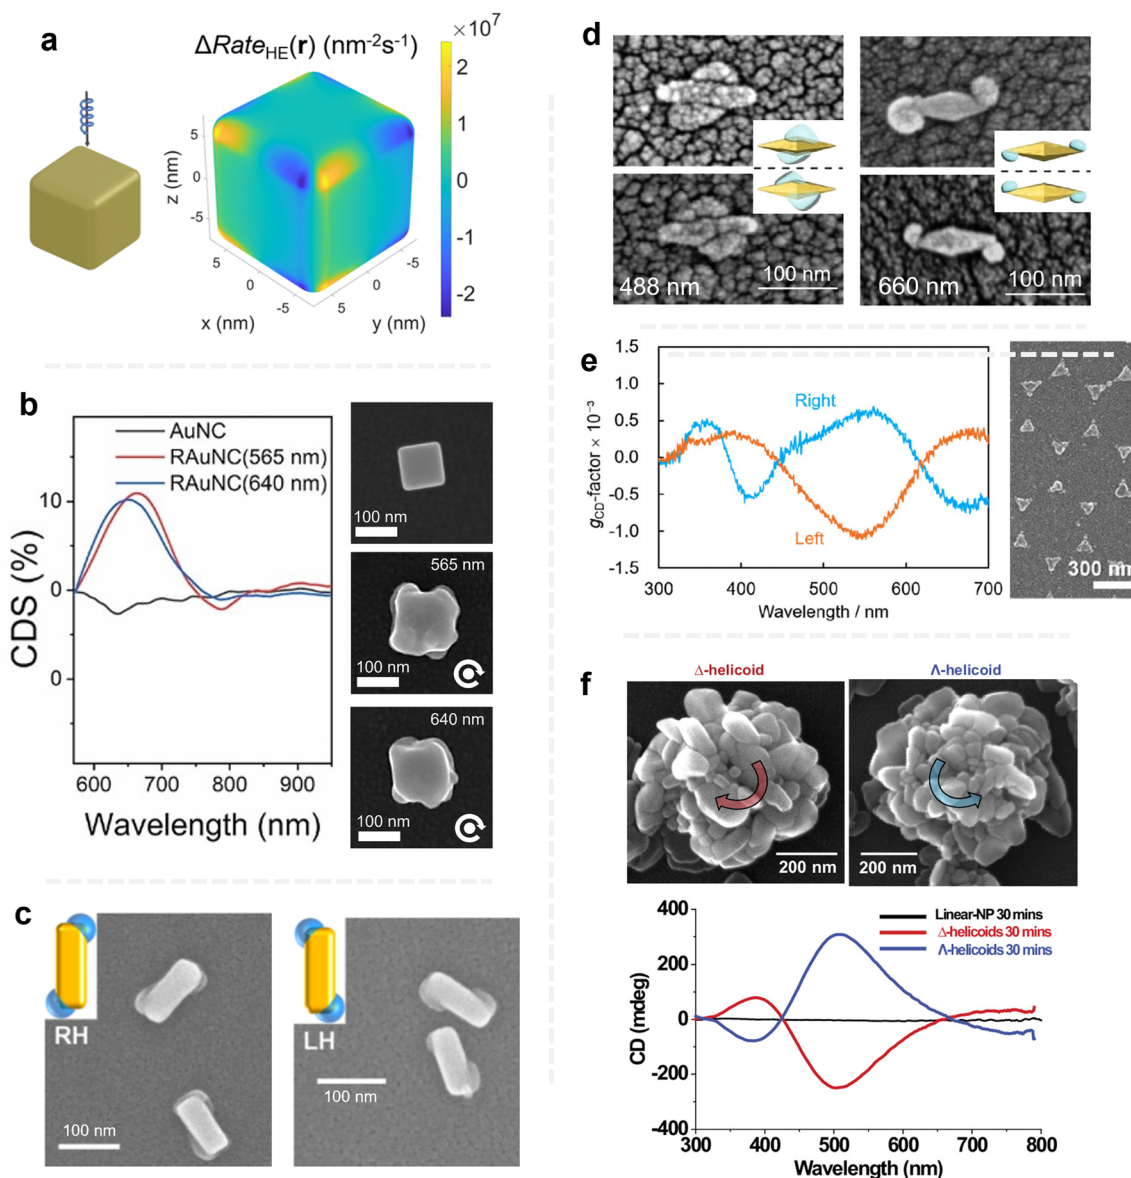 a
ΔRate_HE(r) (nm⁻²s⁻¹)
×10⁷
2
1
0
-1
-2
z (nm)
5
0
-5
x (nm)
5
0
-5
y (nm)
5
0
-5
b
AuNC
RAuNC(565 nm)
RAuNC(640 nm)
CDS (%)
10
0
0
600
700
800
900
Wavelength (nm)
100 nm
565 nm
100 nm
640 nm
100 nm
c
RH
100 nm
LH
100 nm
d
488 nm
100 nm
660 nm
100 nm
e
g_CD-factor × 10⁻³
1.5
1.0
0.5
0.0
-0.5
-1.0
-1.5
Right
Left
300
400
500
600
700
Wavelength / nm
300 nm
f
Δ-helicoid
Λ-helicoid
200 nm
200 nm
CD (mdeg)
400
200
0
-200
-400
Linear-NP 30 mins
Δ-helicoids 30 mins
Λ-helicoids 30 mins
300
400
500
600
700
800
Wavelength (nm)